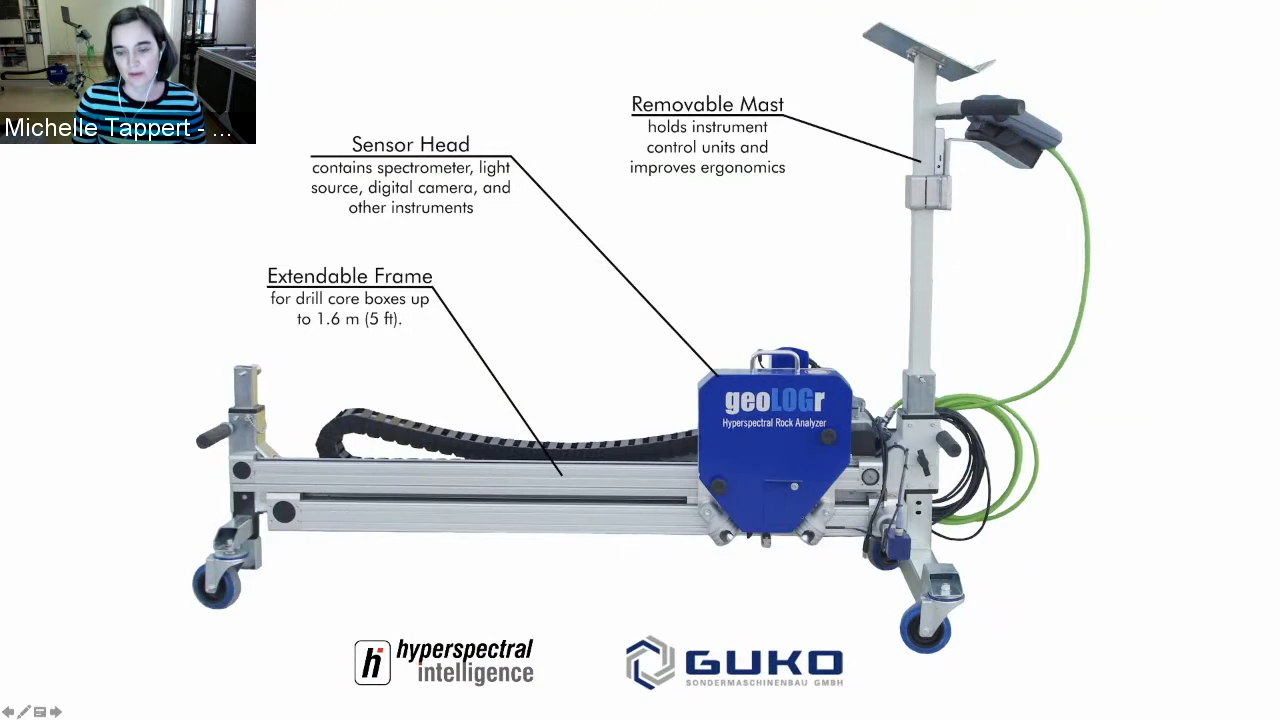 Michelle Tappert - ...
Removable Mast
holds instrument
control units and
improves ergonomics
Sensor Head
contains spectrometer, light
source, digital camera, and
other instruments
Extendable Frame
for drill core boxes up
to 1.6 m (5 ft).
geoLOGr
Hyperspectral Rock Analyzer
hi hyperspectral
intelligence
GUKO
SONDERMASCHINENBAU GMBH